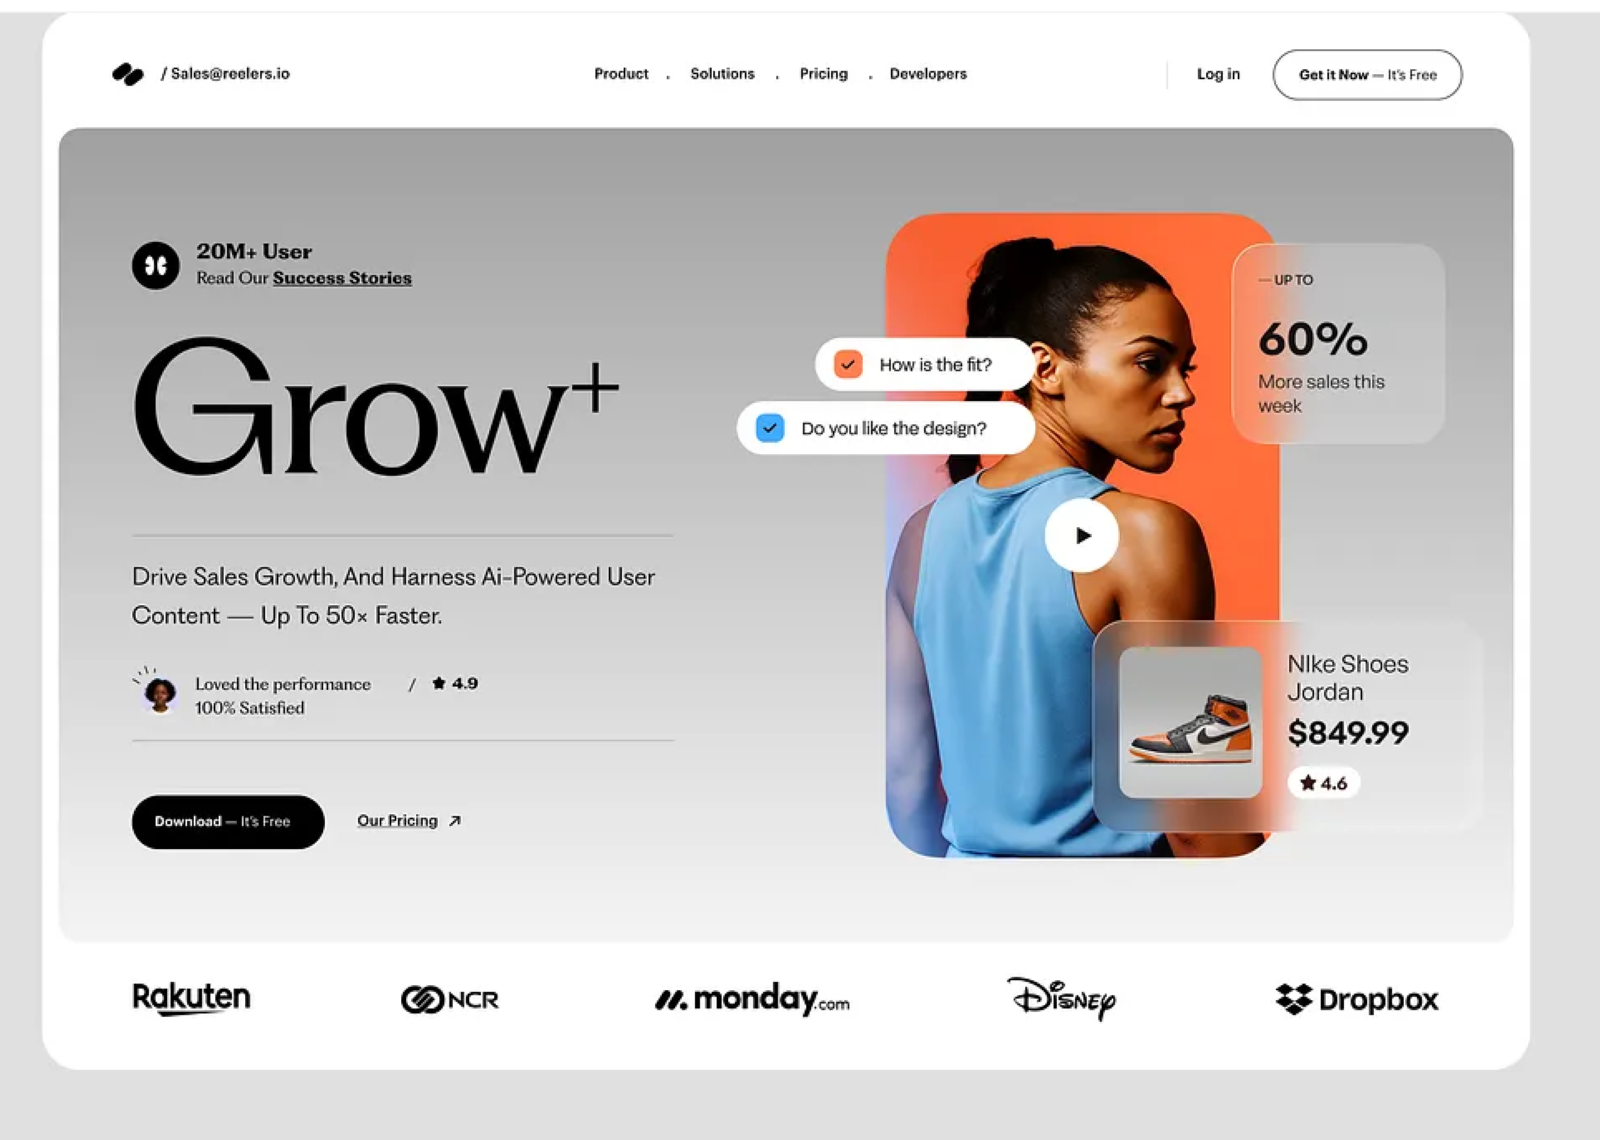 / Sales@reelers.io
Product . Solutions . Pricing . Developers
Log in
Get it Now — It's Free
20M+ User
Read Our Success Stories
Grow+
Drive Sales Growth, And Harness Ai-Powered User
Content — Up To 50× Faster.
Loved the performance / ★ 4.9
100% Satisfied
Download — It's Free
Our Pricing ↗
How is the fit?
Do you like the design?
— UP TO
60%
More sales this
week
NIke Shoes
Jordan
$849.99
★ 4.6
Rakuten
NCR
monday.com
Disney
Dropbox